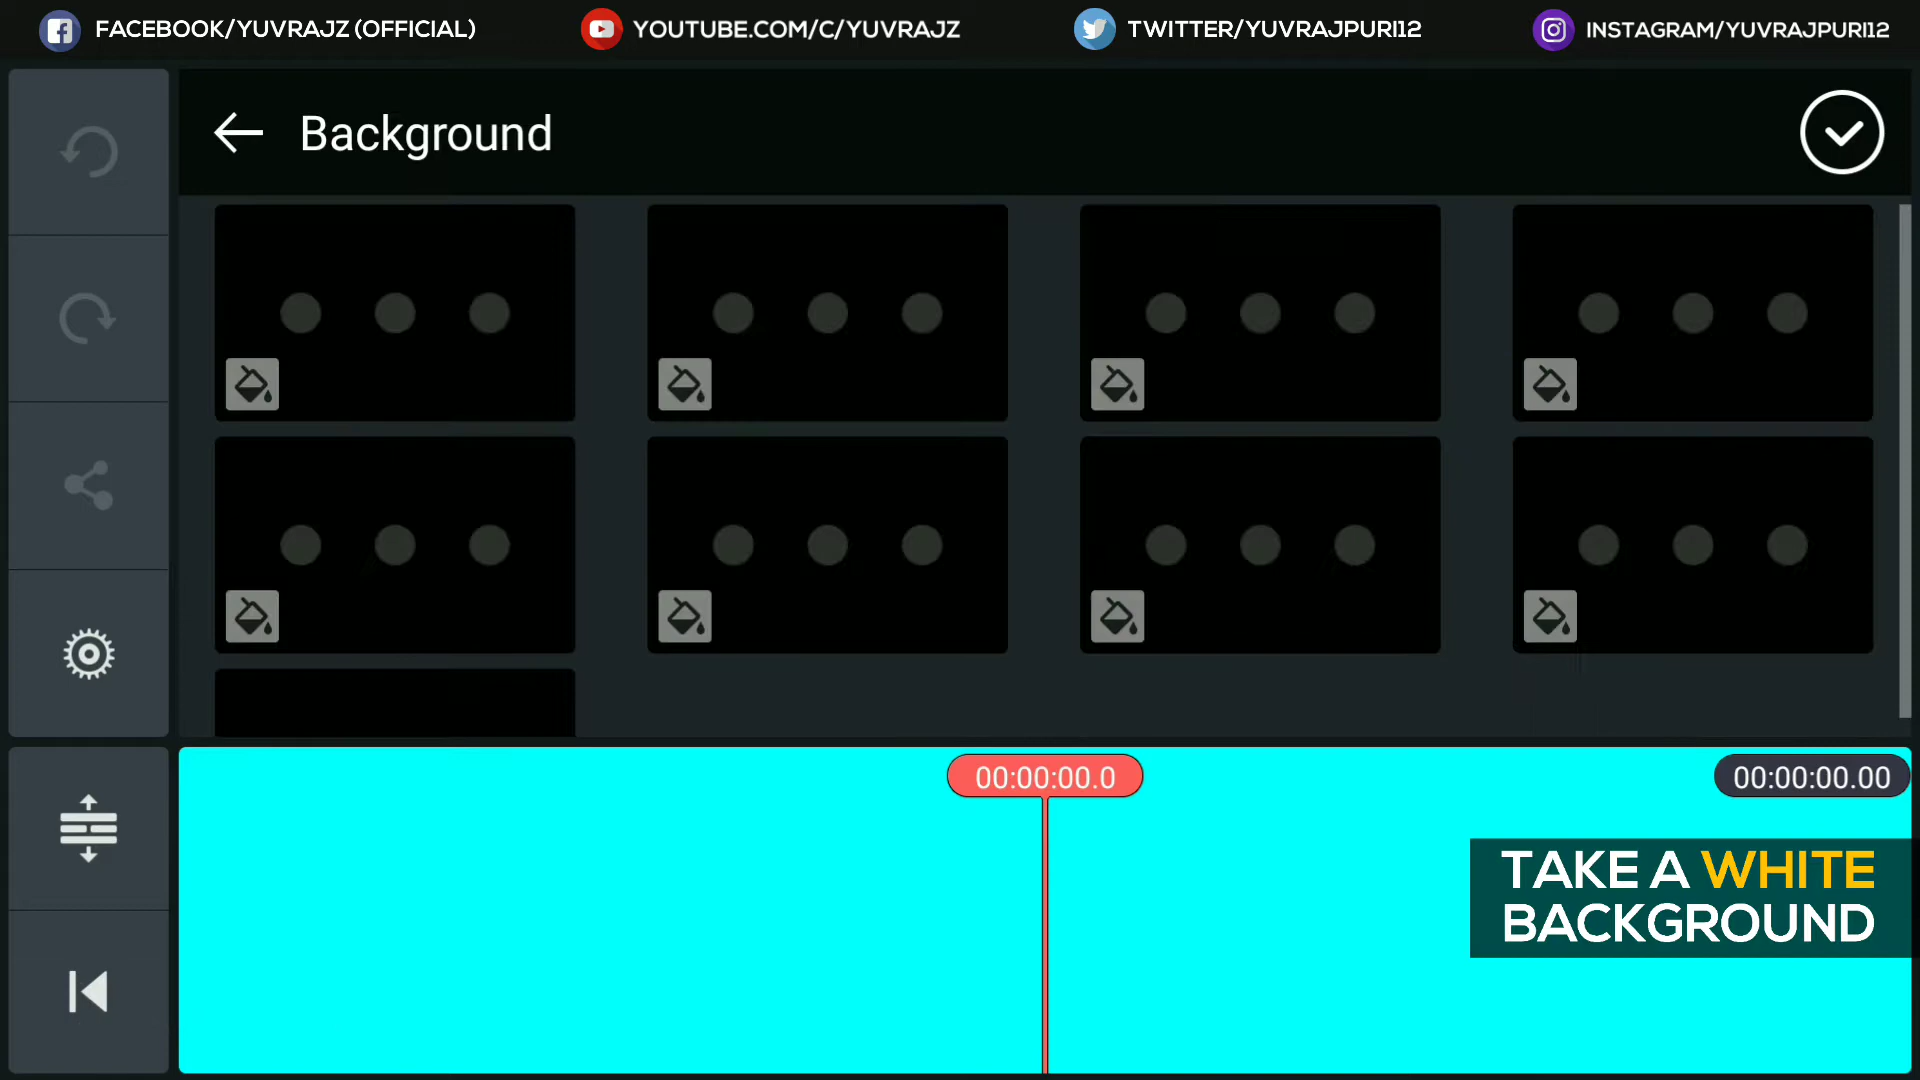 FACEBOOK/YUVRAJZ (OFFICIAL)
YOUTUBE.COM/C/YUVRAJZ
TWITTER/YUVRAJPURI12
INSTAGRAM/YUVRAJPURI12
Background
00:00:00.0
00:00:00.00
TAKE A WHITE
BACKGROUND